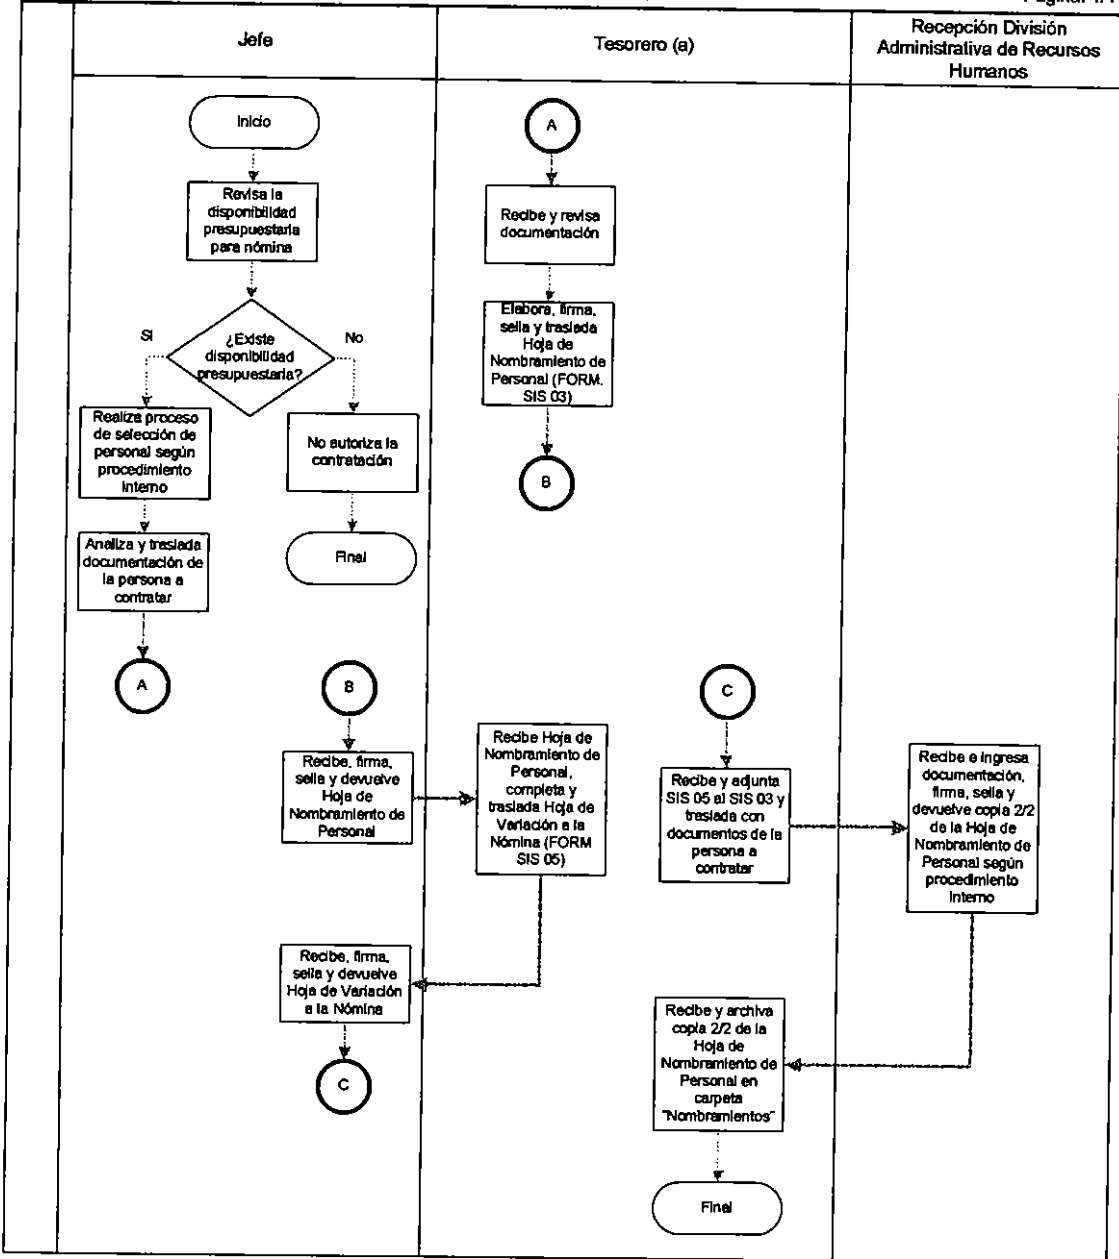 Jefe
Tesorero (a)
Recepción División
Administrativa de Recursos
Humanos
Inicio
Revisa la
disponibilidad
presupuestaria
para nómina
¿Existe
disponibilidad
presupuestaria?
Si
No
Realiza proceso
de selección de
personal según
procedimiento
Interno
No autoriza la
contratación
Analiza y traslada
documentación de
la persona a
contratar
Final
A
A
Recibe y revisa
documentación
Elabora, firma,
sella y traslada
Hoja de
Nombramiento de
Personal (FORM.
SIS 03)
B
B
Recibe, firma,
sella y devuelve
Hoja de
Nombramiento de
Personal
Recibe Hoja de
Nombramiento de
Personal,
completa y
traslada Hoja de
Variación a la
Nómina (FORM
SIS 05)
Recibe, firma,
sella y devuelve
Hoja de Variación
a la Nómina
C
C
Recibe y adjunta
SIS 05 al SIS 03 y
traslada con
documentos de la
persona a
contratar
Recibe e ingresa
documentación,
firma, sella y
devuelve copia 2/2
de la Hoja de
Nombramiento de
Personal según
procedimiento
Interno
Recibe y archiva
copia 2/2 de la
Hoja de
Nombramiento de
Personal en
carpeta
"Nombramientos"
Final